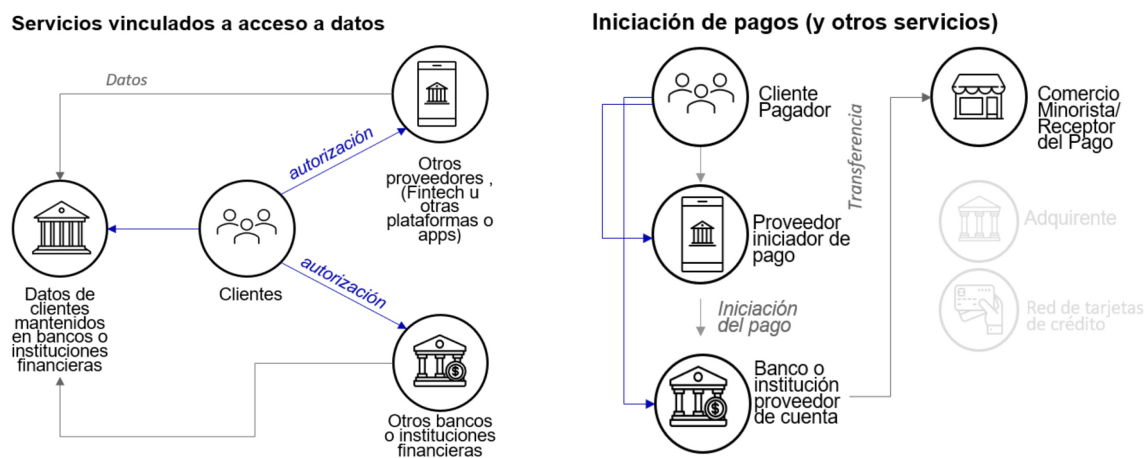 Servicios vinculados a acceso a datos
Datos
autorización
Otros
proveedores ,
(Fintech u
otras
plataformas o
apps)
Clientes
autorización
Datos de
clientes
mantenidos
en bancos o
instituciones
financieras
Otros bancos
o instituciones
financieras
Iniciación de pagos (y otros servicios)
Cliente
Pagador
Transferencia
Comercio
Minorista/
Receptor
del Pago
Proveedor
iniciador de
pago
Adquirente
Iniciación
del pago
Red de tarjetas
de crédito
Banco o
institución
proveedor
de cuenta